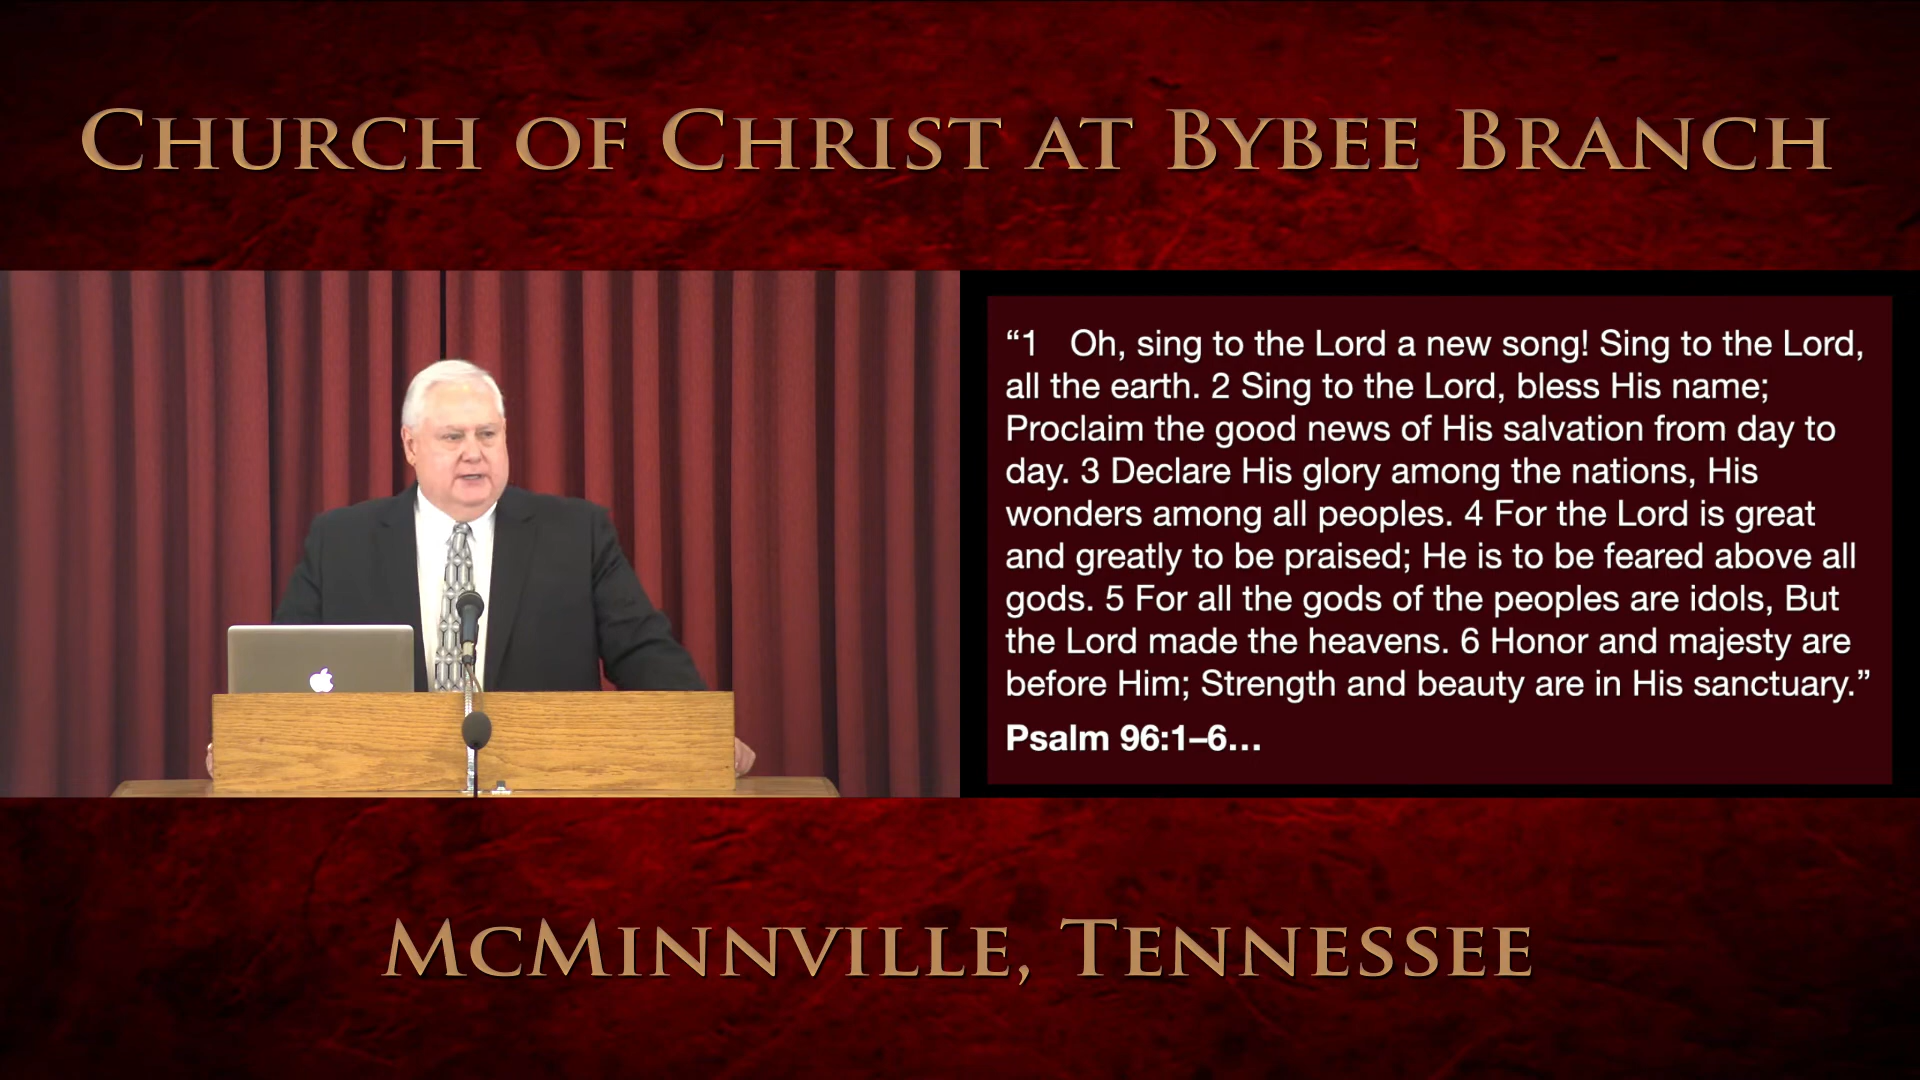 CHURCH OF CHRIST AT BYBEE BRANCH
“1 Oh, sing to the Lord a new song! Sing to the Lord,
all the earth. 2 Sing to the Lord, bless His name;
Proclaim the good news of His salvation from day to
day. 3 Declare His glory among the nations, His
wonders among all peoples. 4 For the Lord is great
and greatly to be praised; He is to be feared above all
gods. 5 For all the gods of the peoples are idols, But
the Lord made the heavens. 6 Honor and majesty are
before Him; Strength and beauty are in His sanctuary.”
Psalm 96:1–6…
MCMINNVILLE, TENNESSEE